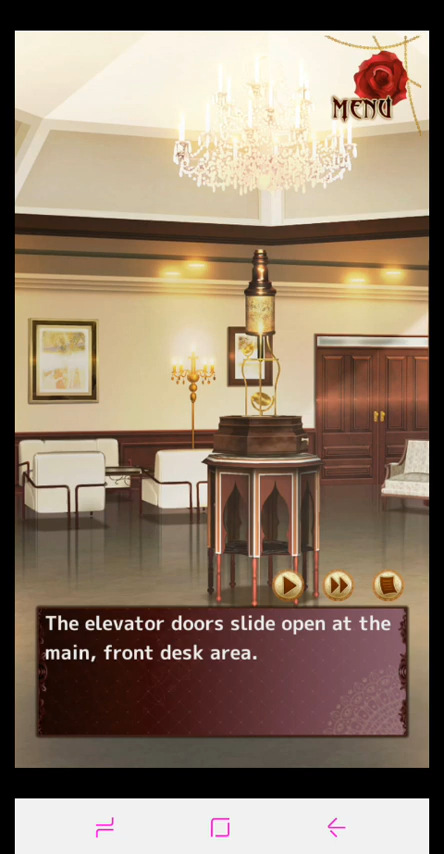 MENU
The elevator doors slide open at the
main, front desk area.